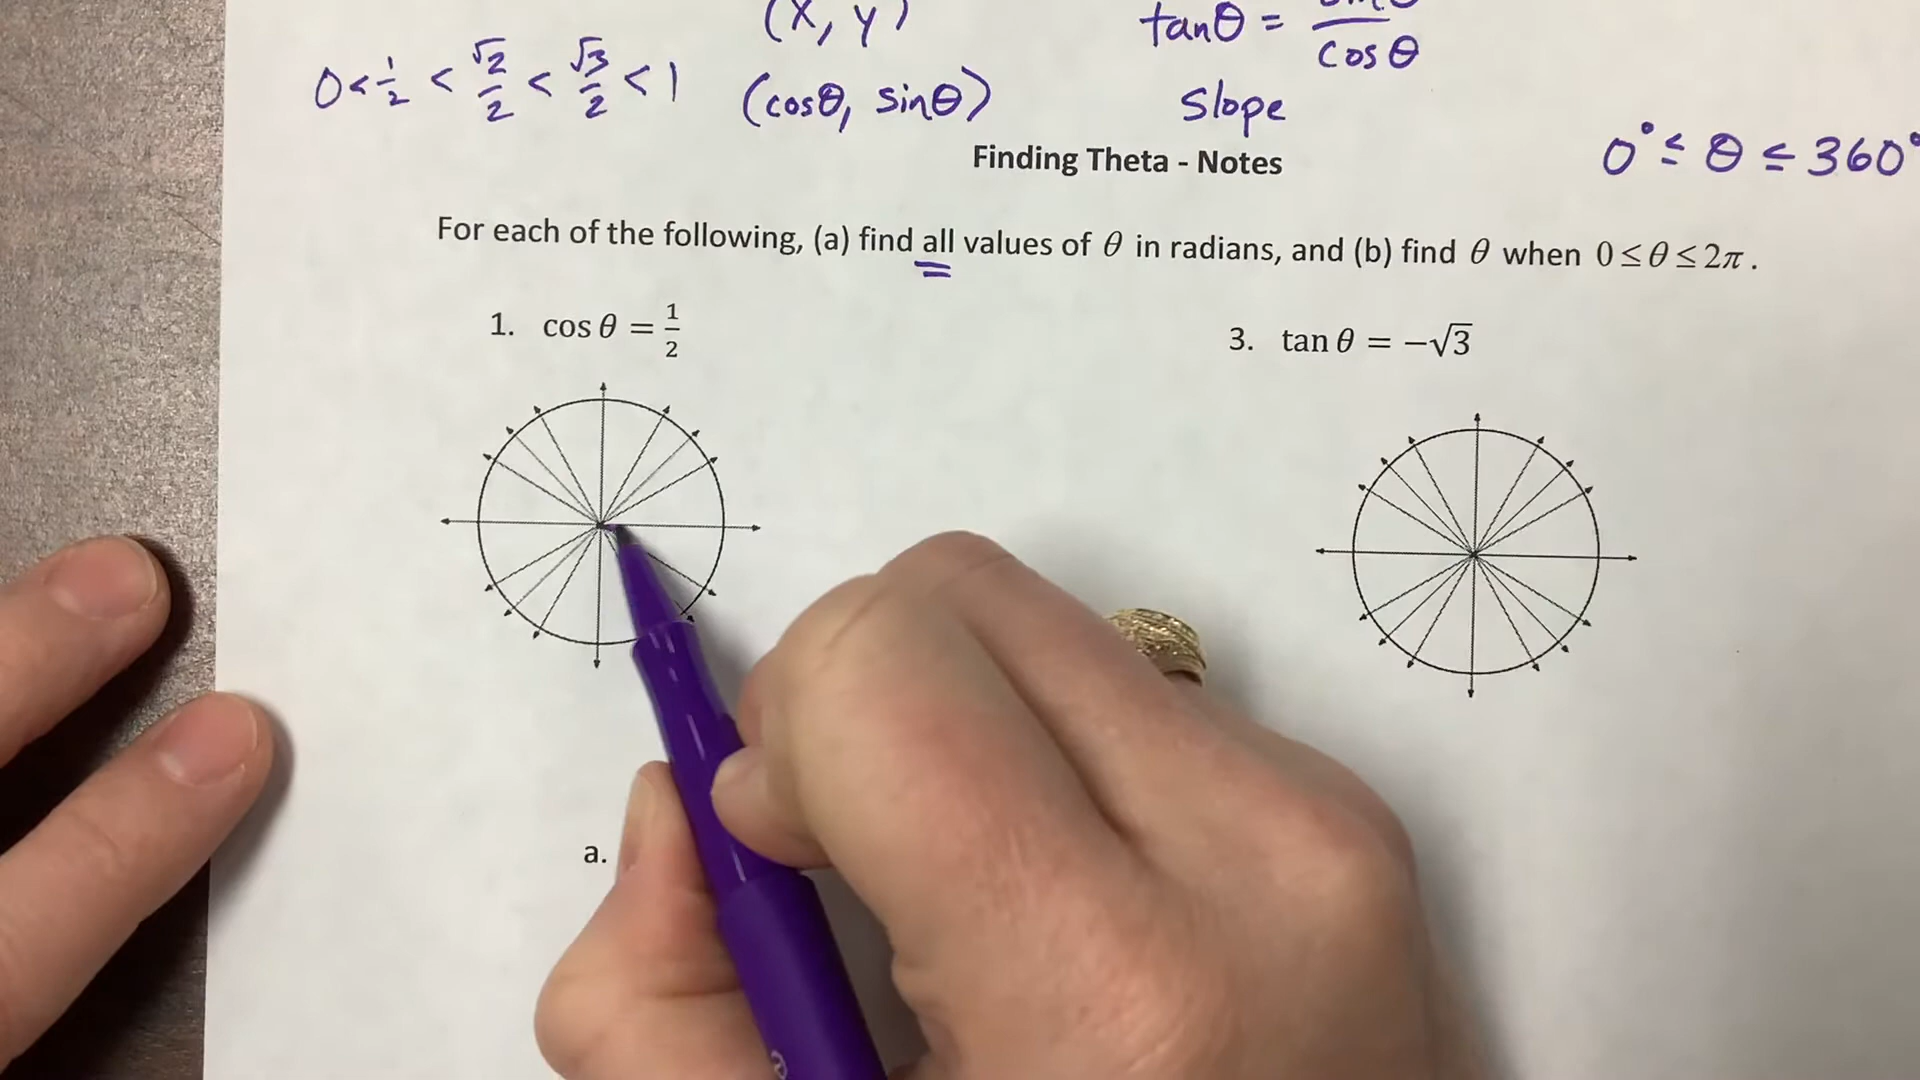 (x, y)
tanθ = sinθ / cosθ
0 < 1/2 < √2/2 < √3/2 < 1
(cosθ, sinθ)
Slope
Finding Theta - Notes
0° ≤ θ ≤ 360°
For each of the following, (a) find all values of θ in radians, and (b) find θ when 0 ≤ θ ≤ 2π.
1. cos θ = 1/2
3. tan θ = −√3
a.